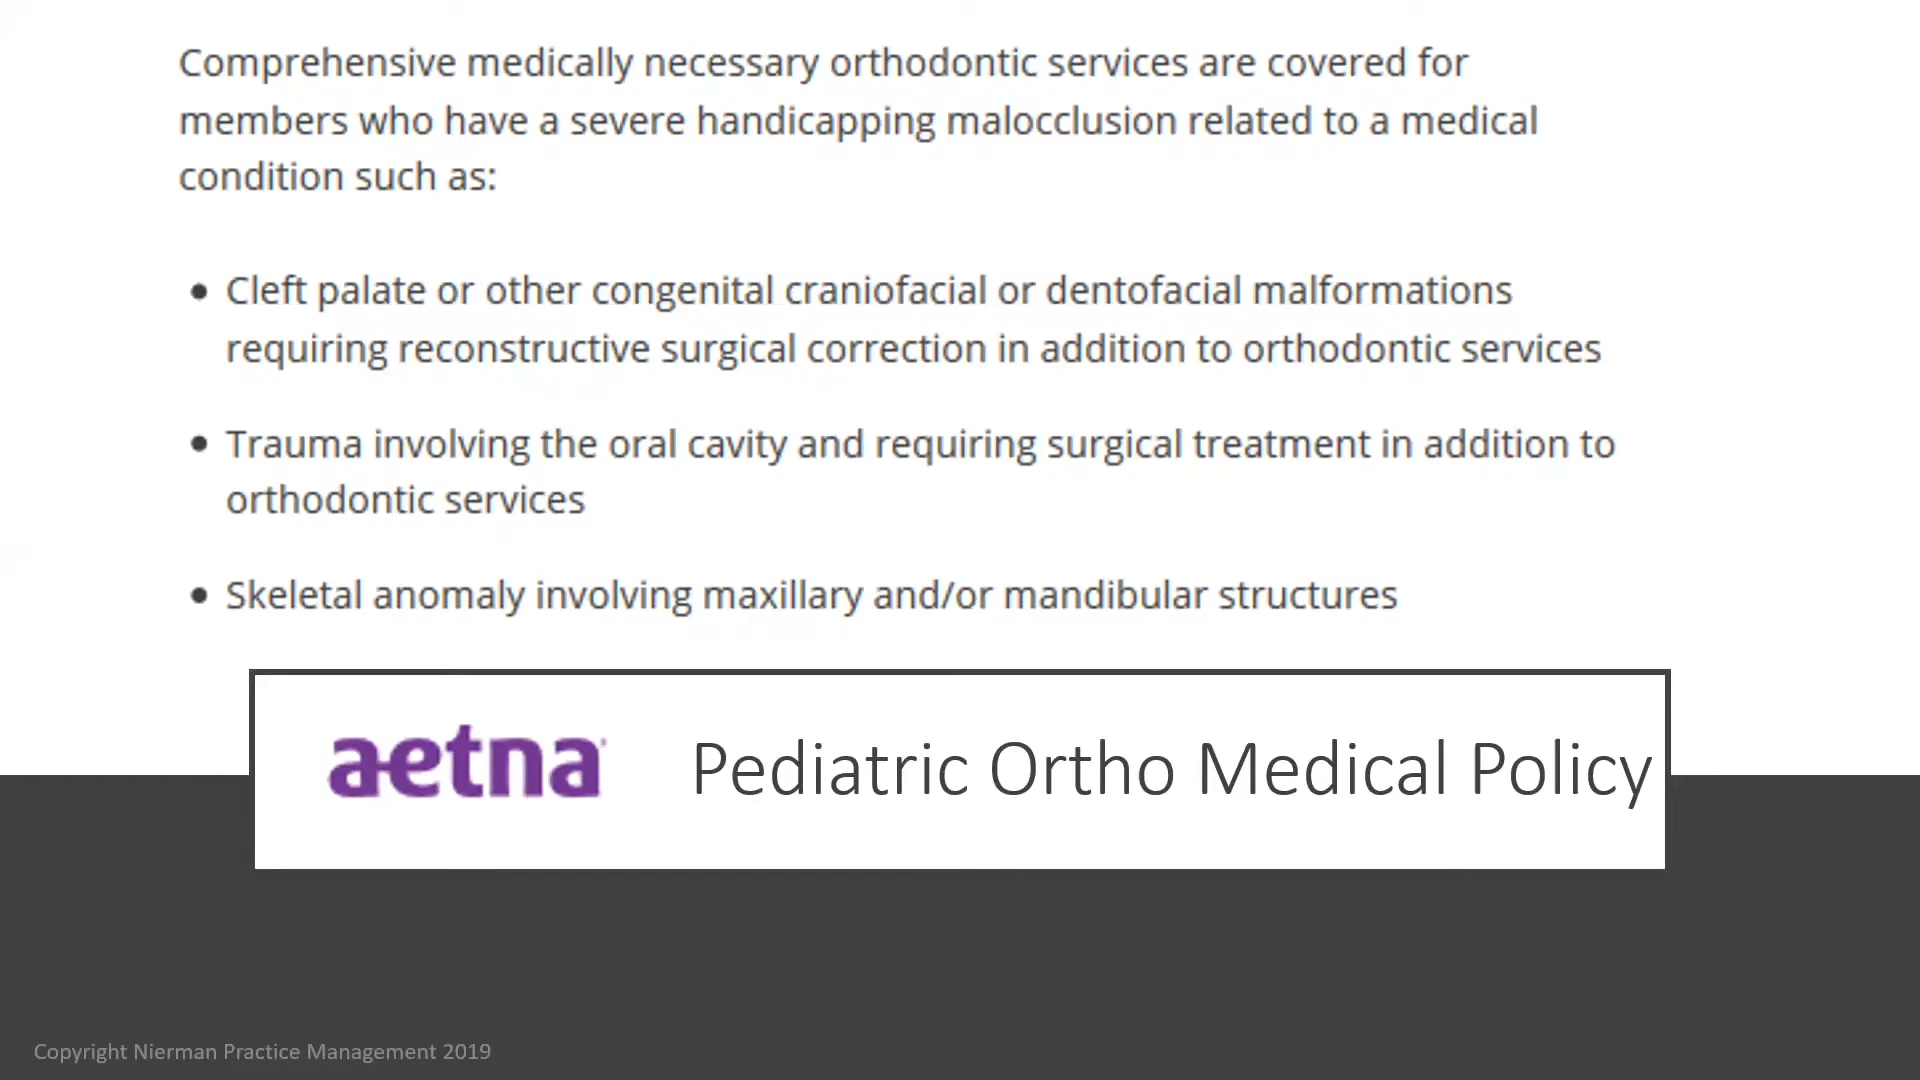 Comprehensive medically necessary orthodontic services are covered for
members who have a severe handicapping malocclusion related to a medical
condition such as:
• Cleft palate or other congenital craniofacial or dentofacial malformations
requiring reconstructive surgical correction in addition to orthodontic services
• Trauma involving the oral cavity and requiring surgical treatment in addition to
orthodontic services
• Skeletal anomaly involving maxillary and/or mandibular structures
aetna Pediatric Ortho Medical Policy
Copyright Nierman Practice Management 2019